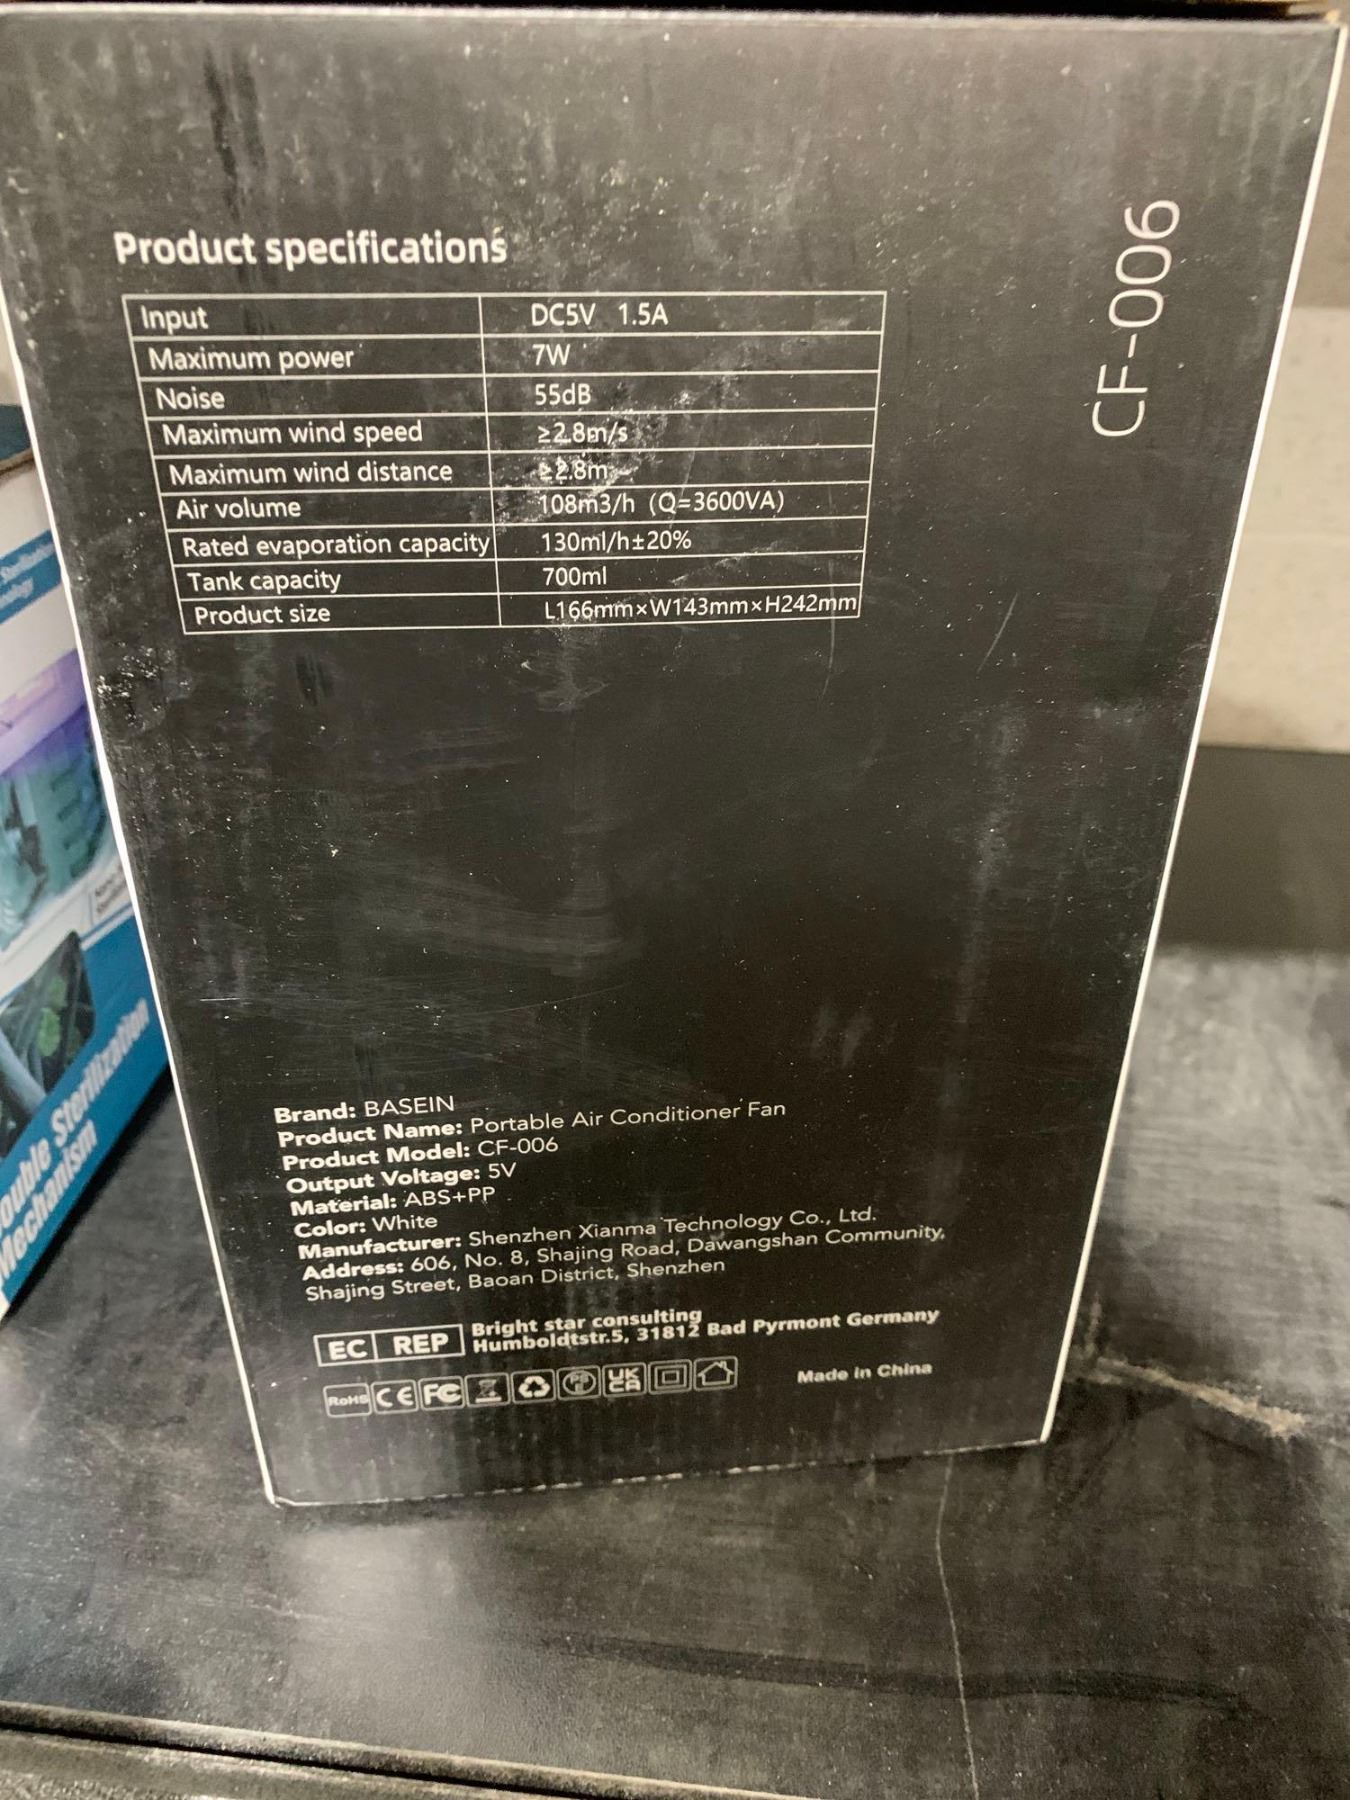 Product specifications
Input DC5V 1.5A
Maximum power 7W
Noise 55dB
Maximum wind speed ≥2.8m/s
Maximum wind distance ≥2.8m
Air volume 108m3/h (Q=3600VA)
Rated evaporation capacity 130ml/h±20%
Tank capacity 700ml
Product size L166mm×W143mm×H242mm
CF-006
Brand: BASEIN
Product Name: Portable Air Conditioner Fan
Product Model: CF-006
Output Voltage: 5V
Material: ABS+PP
Color: White
Manufacturer: Shenzhen Xianma Technology Co., Ltd.
Address: 606, No. 8, Shajing Road, Dawangshan Community,
Shajing Street, Baoan District, Shenzhen
EC REP
Bright star consulting
Humboldtstr.5, 31812 Bad Pyrmont Germany
RoHS CE FC UK CA
Made in China
Double Sterilization
Mechanism